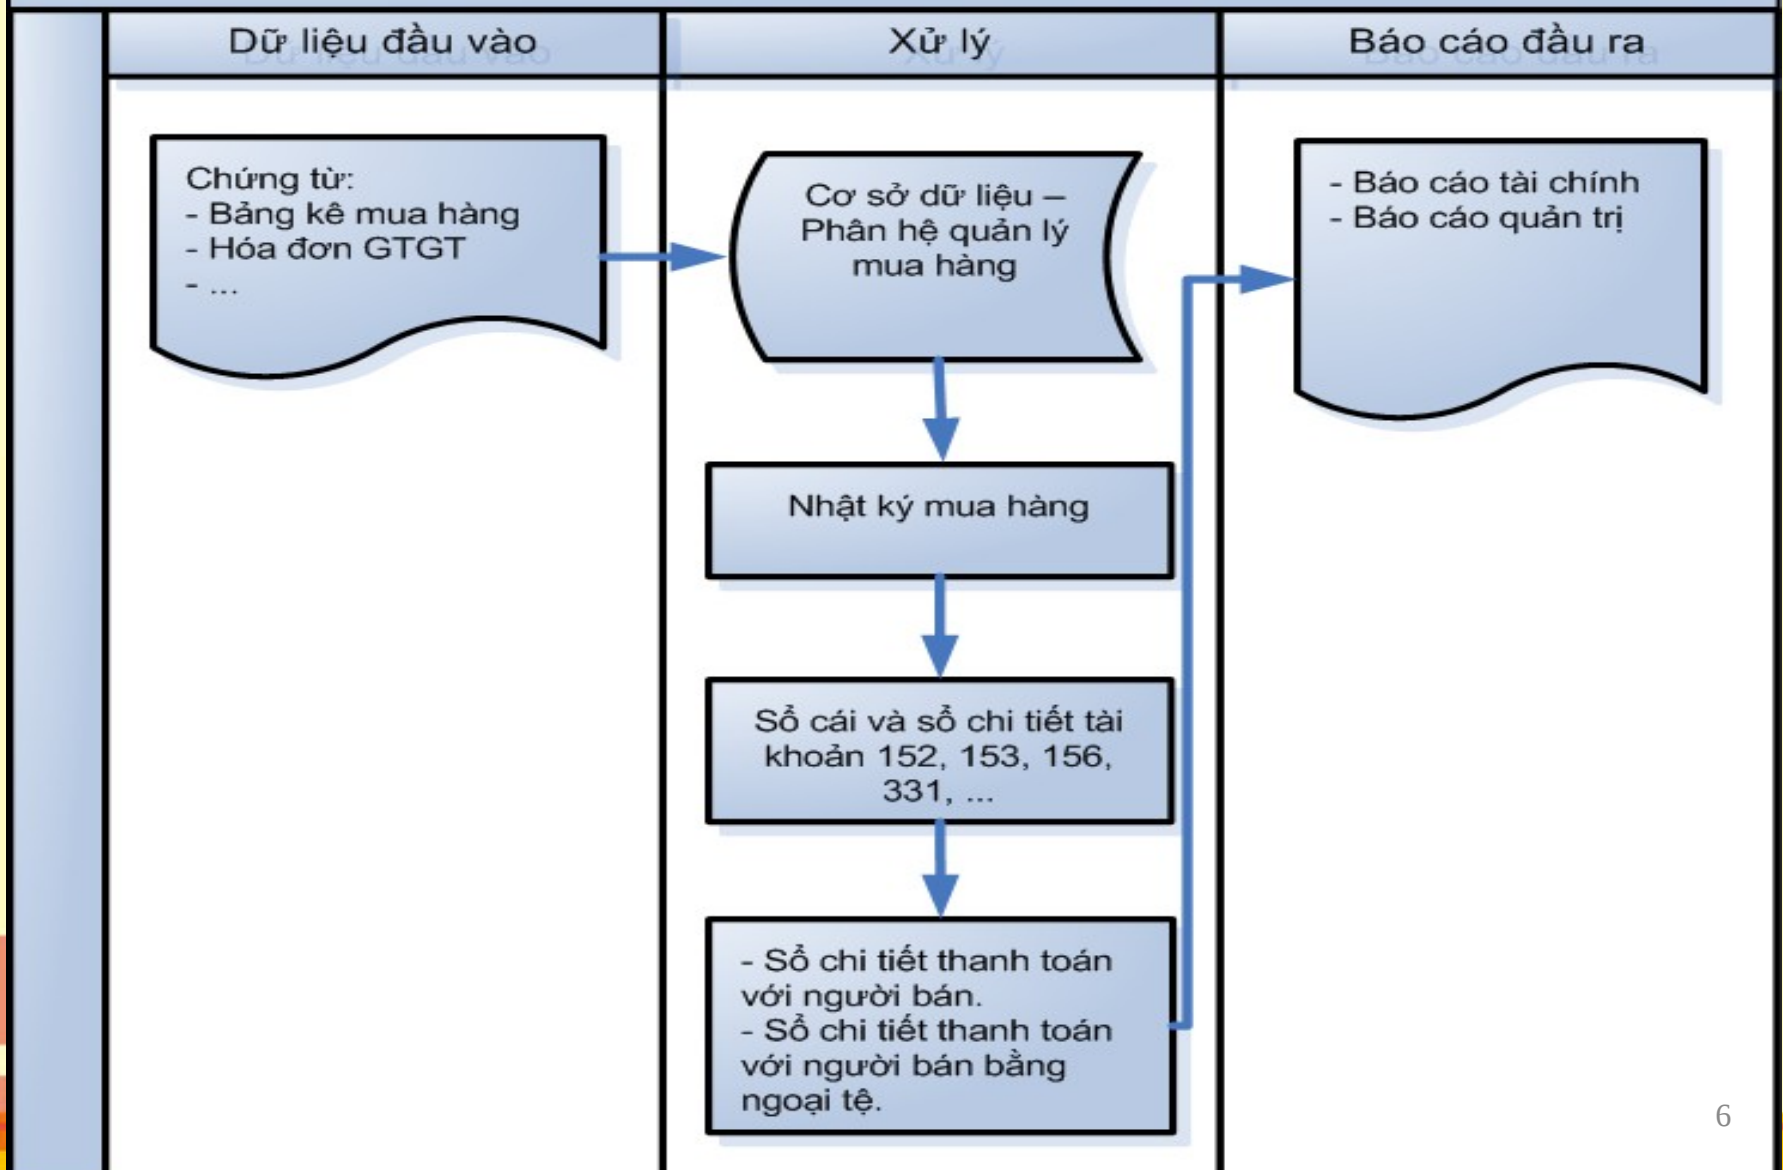 Dữ liệu đầu vào
Xử lý
Báo cáo đầu ra
Chứng từ:
- Bảng kê mua hàng
- Hóa đơn GTGT
- ...
Cơ sở dữ liệu –
Phân hệ quản lý
mua hàng
- Báo cáo tài chính
- Báo cáo quản trị
Nhật ký mua hàng
Sổ cái và sổ chi tiết tài
khoản 152, 153, 156,
331, ...
- Sổ chi tiết thanh toán
với người bán.
- Sổ chi tiết thanh toán
với người bán bằng
ngoại tệ.
6